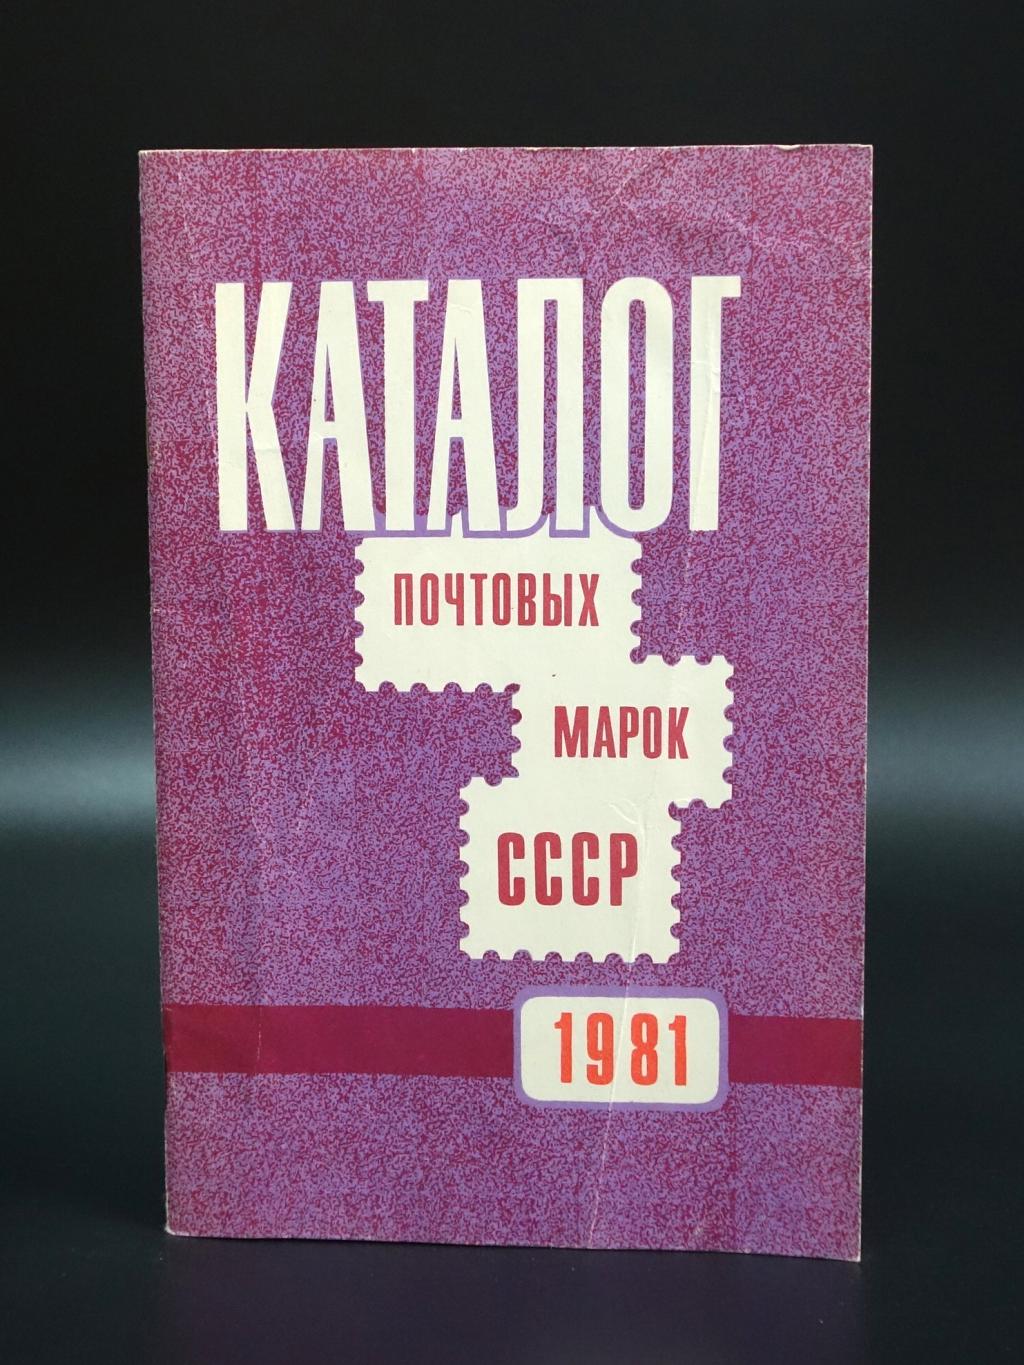 КАТАЛОГ
ПОЧТОВЫХ
МАРОК
СССР
1981